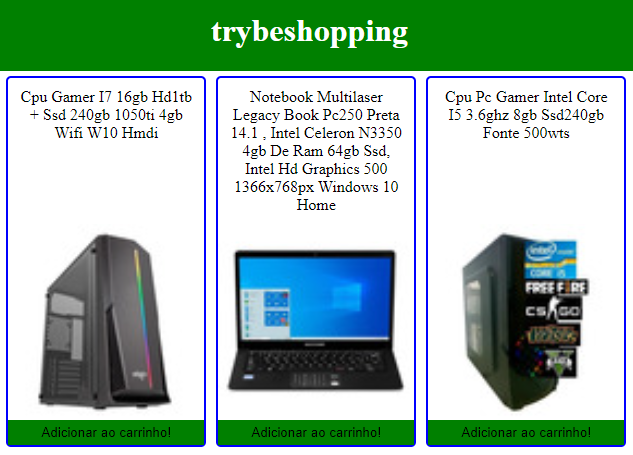 trybeshopping
Cpu Gamer I7 16gb Hd1tb
+ Ssd 240gb 1050ti 4gb
Wifi W10 Hmdi
Adicionar ao carrinho!
Notebook Multilaser
Legacy Book Pc250 Preta
14.1 , Intel Celeron N3350
4gb De Ram 64gb Ssd,
Intel Hd Graphics 500
1366x768px Windows 10
Home
Adicionar ao carrinho!
Cpu Pc Gamer Intel Core
I5 3.6ghz 8gb Ssd240gb
Fonte 500wts
intel
CORE i5
FREE FIRE
CS GO
Adicionar ao carrinho!